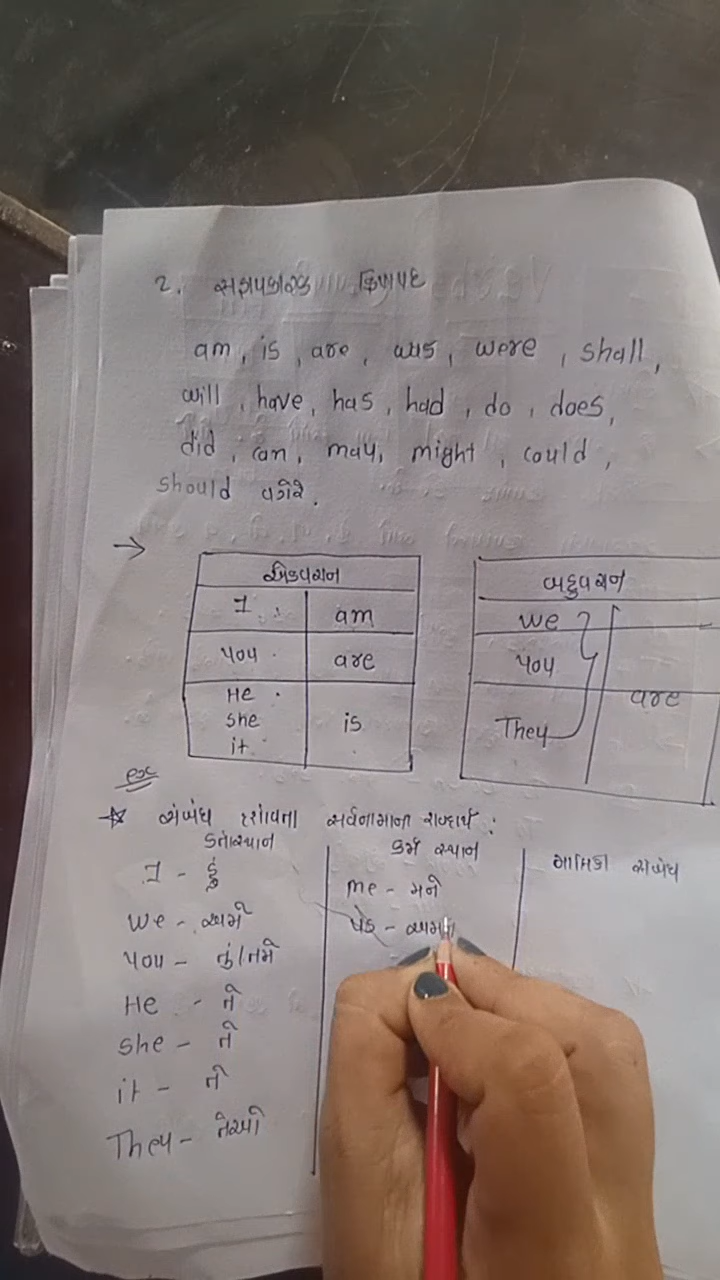 2. સહાયકારક ક્રિયાપદ
am, is, are, was, were, shall,
will, have, has, had, do, does,
did, can, may, might, could,
should વગેરે.
→
એકવચન
I am
you are
He
she is
it
બહુવચન
we
you are
They
ex
☆ સંબંધ દર્શાવતા સર્વનામોના શબ્દાર્થ :
કર્તાસ્થાન
I - હું
we - અમે
you - તું/તમે
He - તે
she - તે
it - તે
They - તેઓ
કર્મ સ્થાન
me - મને
માલિકી સંબંધ